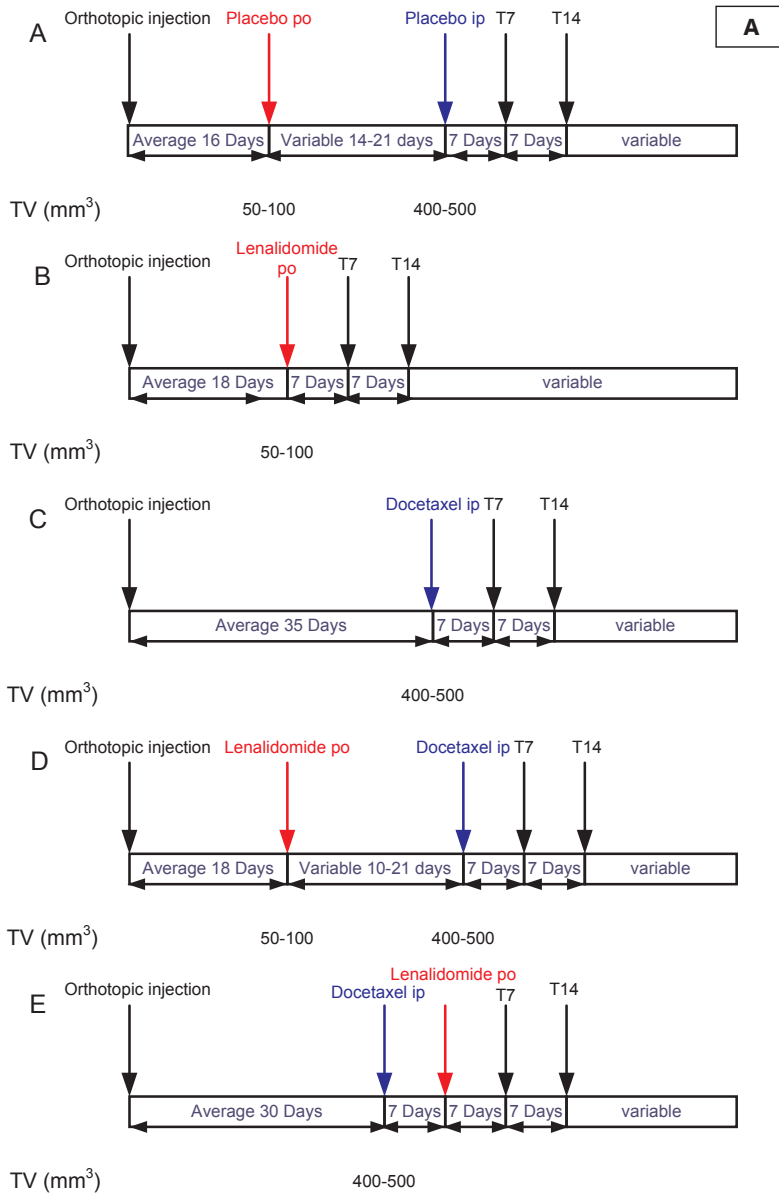 A
A Orthotopic injection Placebo po Placebo ip T7 T14
Average 16 Days Variable 14-21 days 7 Days 7 Days variable
TV (mm³) 50-100 400-500
B Orthotopic injection Lenalidomide po T7 T14
Average 18 Days 7 Days 7 Days variable
TV (mm³) 50-100
C Orthotopic injection Docetaxel ip T7 T14
Average 35 Days 7 Days 7 Days variable
TV (mm³) 400-500
D Orthotopic injection Lenalidomide po Docetaxel ip T7 T14
Average 18 Days Variable 10-21 days 7 Days 7 Days variable
TV (mm³) 50-100 400-500
E Orthotopic injection Docetaxel ip Lenalidomide po T7 T14
Average 30 Days 7 Days 7 Days 7 Days variable
TV (mm³) 400-500